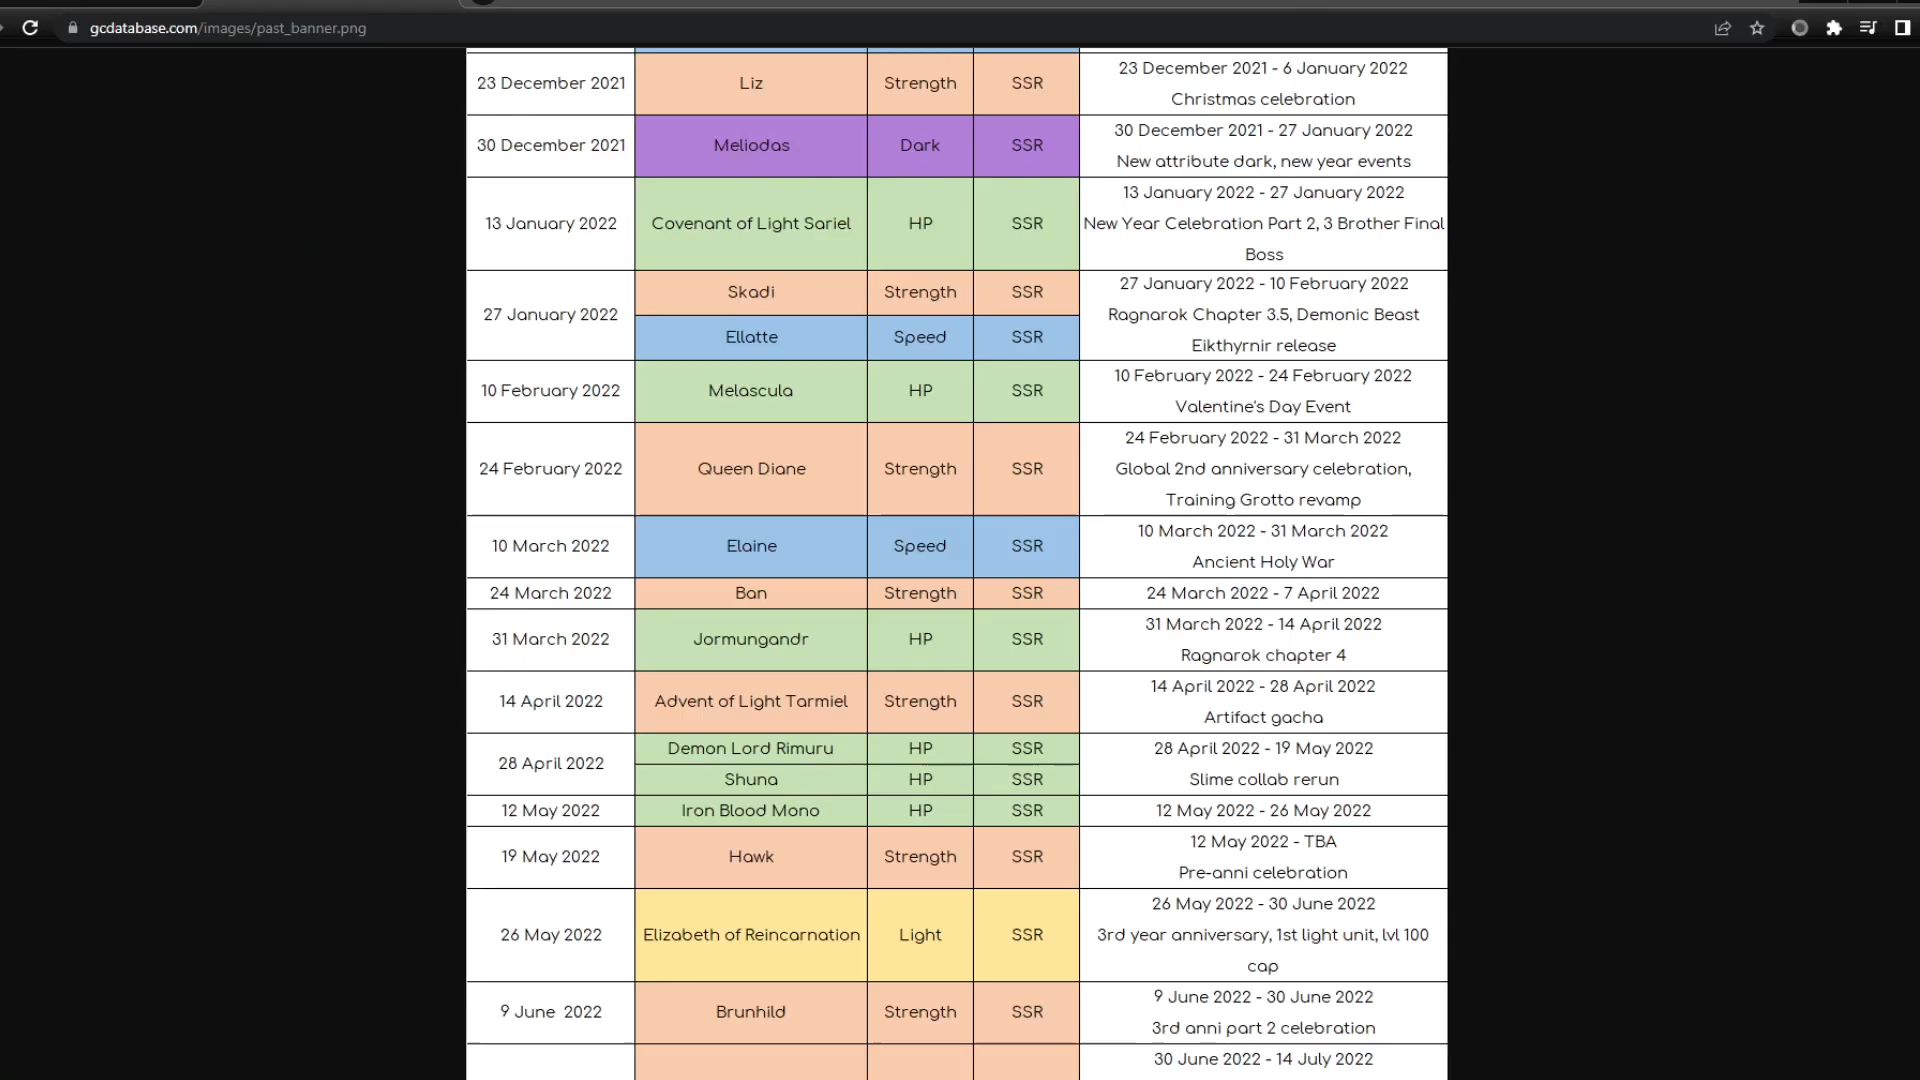 gcdatabase.com/images/past_banner.png
23 December 2021 Liz Strength SSR 23 December 2021 - 6 January 2022
Christmas celebration
30 December 2021 Meliodas Dark SSR 30 December 2021 - 27 January 2022
New attribute dark, new year events
13 January 2022 Covenant of Light Sariel HP SSR 13 January 2022 - 27 January 2022
New Year Celebration Part 2, 3 Brother Final
Boss
27 January 2022 Skadi Strength SSR 27 January 2022 - 10 February 2022
Ragnarok Chapter 3.5, Demonic Beast
Ellatte Speed SSR Eikthyrnir release
10 February 2022 Melascula HP SSR 10 February 2022 - 24 February 2022
Valentine's Day Event
24 February 2022 Queen Diane Strength SSR 24 February 2022 - 31 March 2022
Global 2nd anniversary celebration,
Training Grotto revamp
10 March 2022 Elaine Speed SSR 10 March 2022 - 31 March 2022
Ancient Holy War
24 March 2022 Ban Strength SSR 24 March 2022 - 7 April 2022
31 March 2022 Jormungandr HP SSR 31 March 2022 - 14 April 2022
Ragnarok chapter 4
14 April 2022 Advent of Light Tarmiel Strength SSR 14 April 2022 - 28 April 2022
Artifact gacha
28 April 2022 Demon Lord Rimuru HP SSR 28 April 2022 - 19 May 2022
Shuna HP SSR Slime collab rerun
12 May 2022 Iron Blood Mono HP SSR 12 May 2022 - 26 May 2022
19 May 2022 Hawk Strength SSR 12 May 2022 - TBA
Pre-anni celebration
26 May 2022 Elizabeth of Reincarnation Light SSR 26 May 2022 - 30 June 2022
3rd year anniversary, 1st light unit, lvl 100
cap
9 June 2022 Brunhild Strength SSR 9 June 2022 - 30 June 2022
3rd anni part 2 celebration
30 June 2022 - 14 July 2022